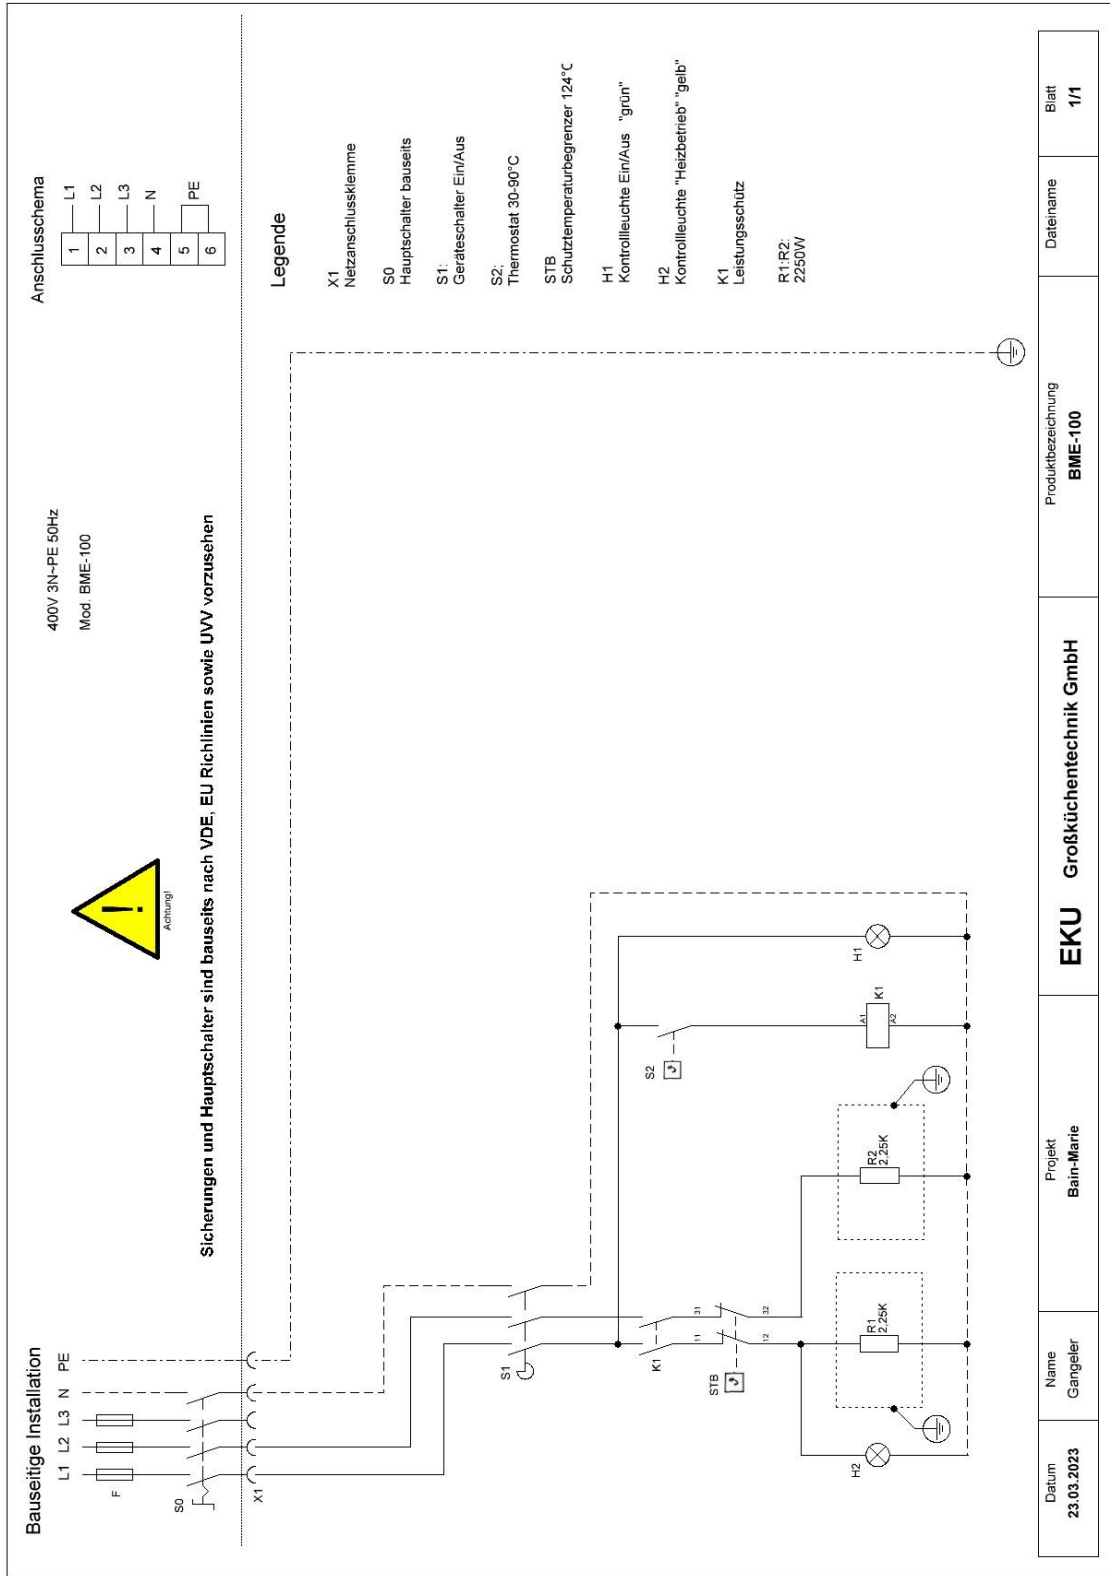 Bauseitige Installation
L1 L2 L3 N PE
F
S0
X1
400V 3N~PE 50Hz
Mod. BME-100
Achtung!
Sicherungen und Hauptschalter sind bauseits nach VDE, EU Richlinien sowie UVV vorzusehen
Anschlusschema
1 L1
2 L2
3 L3
4 N
5 PE
6
Legende
X1
Netzanschlussklemme
S0
Hauptschalter bauseits
S1:
Geräteschalter Ein/Aus
S2;
Thermostat 30-90°C
STB
Schutztemperaturbegrenzer 124°C
H1
Kontrollleuchte Ein/Aus "grün"
H2
Kontrollleuchte "Heizbetrieb" "gelb"
K1
Leistungsschütz
R1:R2:
2250W
S1
K1
11 31
STB
12 32
S2
H2
R1
2,25K
R2
2,25K
A1
K1
A2
H1
Datum
23.03.2023
Name
Gangeler
Projekt
Bain-Marie
EKU Großküchentechnik GmbH
Produktbezeichnung
BME-100
Dateiname
Blatt
1/1